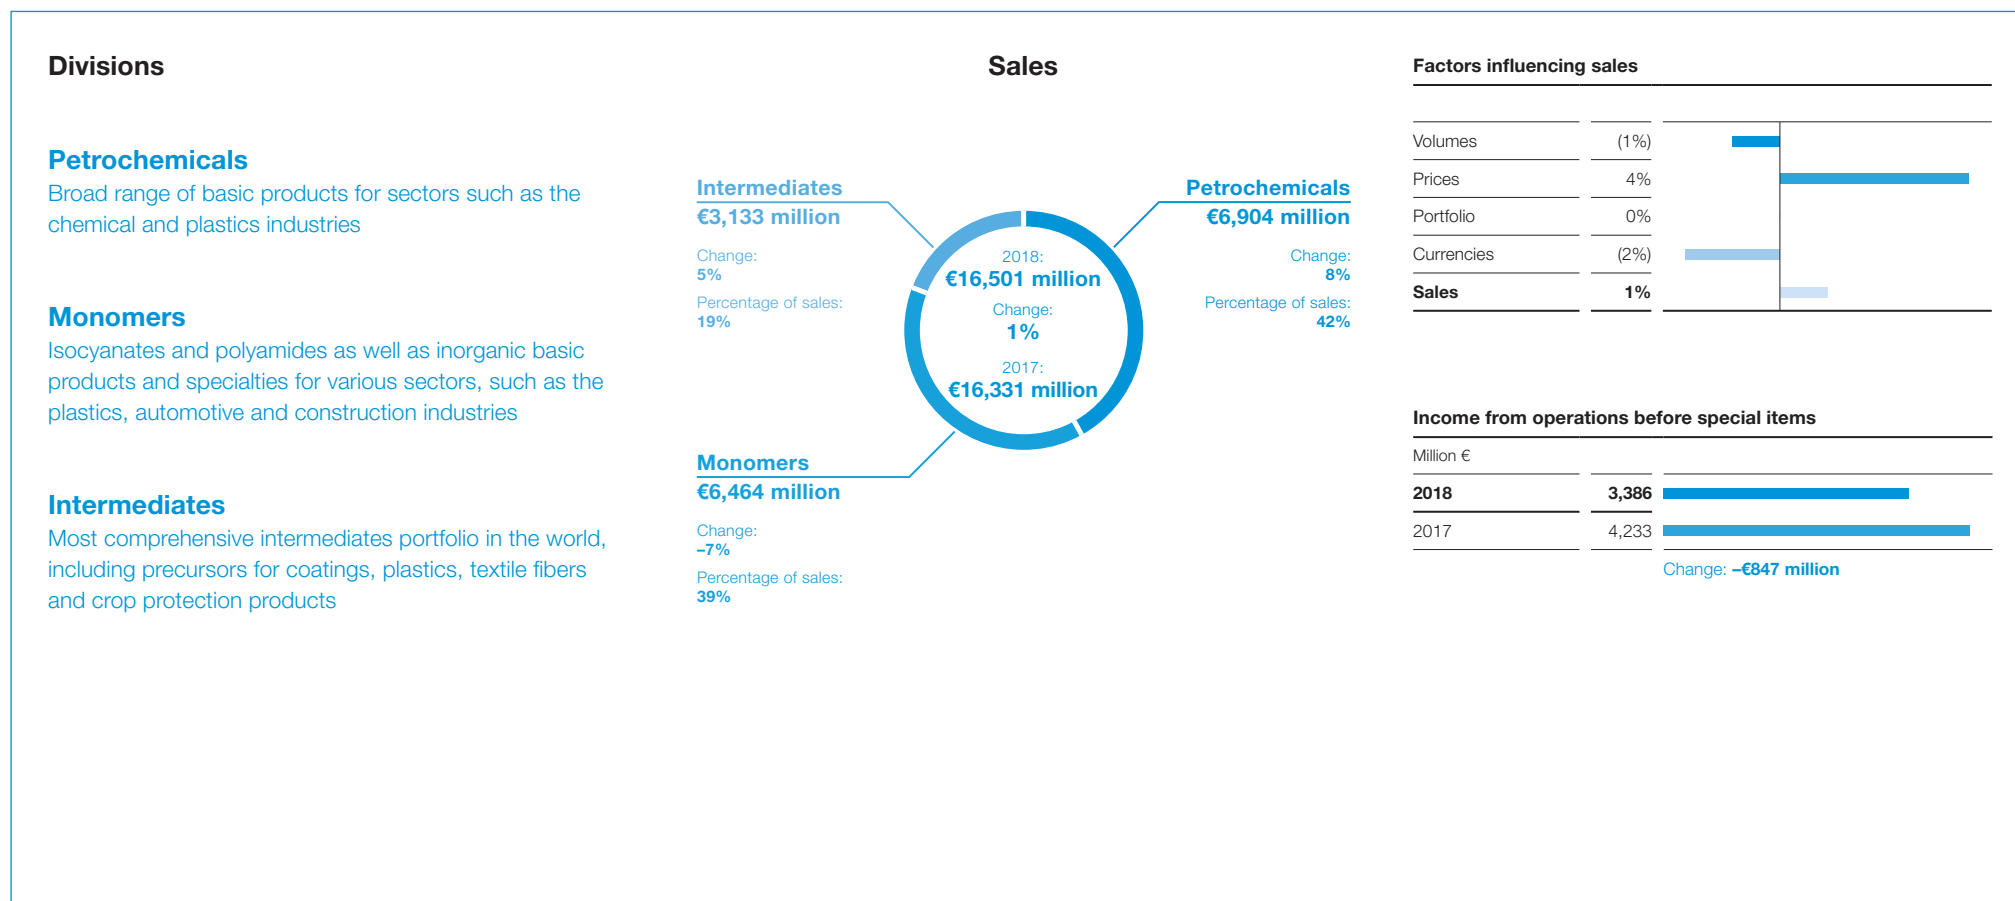 Divisions
Petrochemicals
Broad range of basic products for sectors such as the
chemical and plastics industries
Monomers
Isocyanates and polyamides as well as inorganic basic
products and specialties for various sectors, such as the
plastics, automotive and construction industries
Intermediates
Most comprehensive intermediates portfolio in the world,
including precursors for coatings, plastics, textile fibers
and crop protection products
Sales
Intermediates
€3,133 million
Change:
5%
Percentage of sales:
19%
Petrochemicals
€6,904 million
Change:
8%
Percentage of sales:
42%
2018:
€16,501 million
Change:
1%
2017:
€16,331 million
Monomers
€6,464 million
Change:
–7%
Percentage of sales:
39%
Factors influencing sales
Volumes (1%)
Prices 4%
Portfolio 0%
Currencies (2%)
Sales 1%
Income from operations before special items
Million €
2018 3,386
2017 4,233
Change: –€847 million